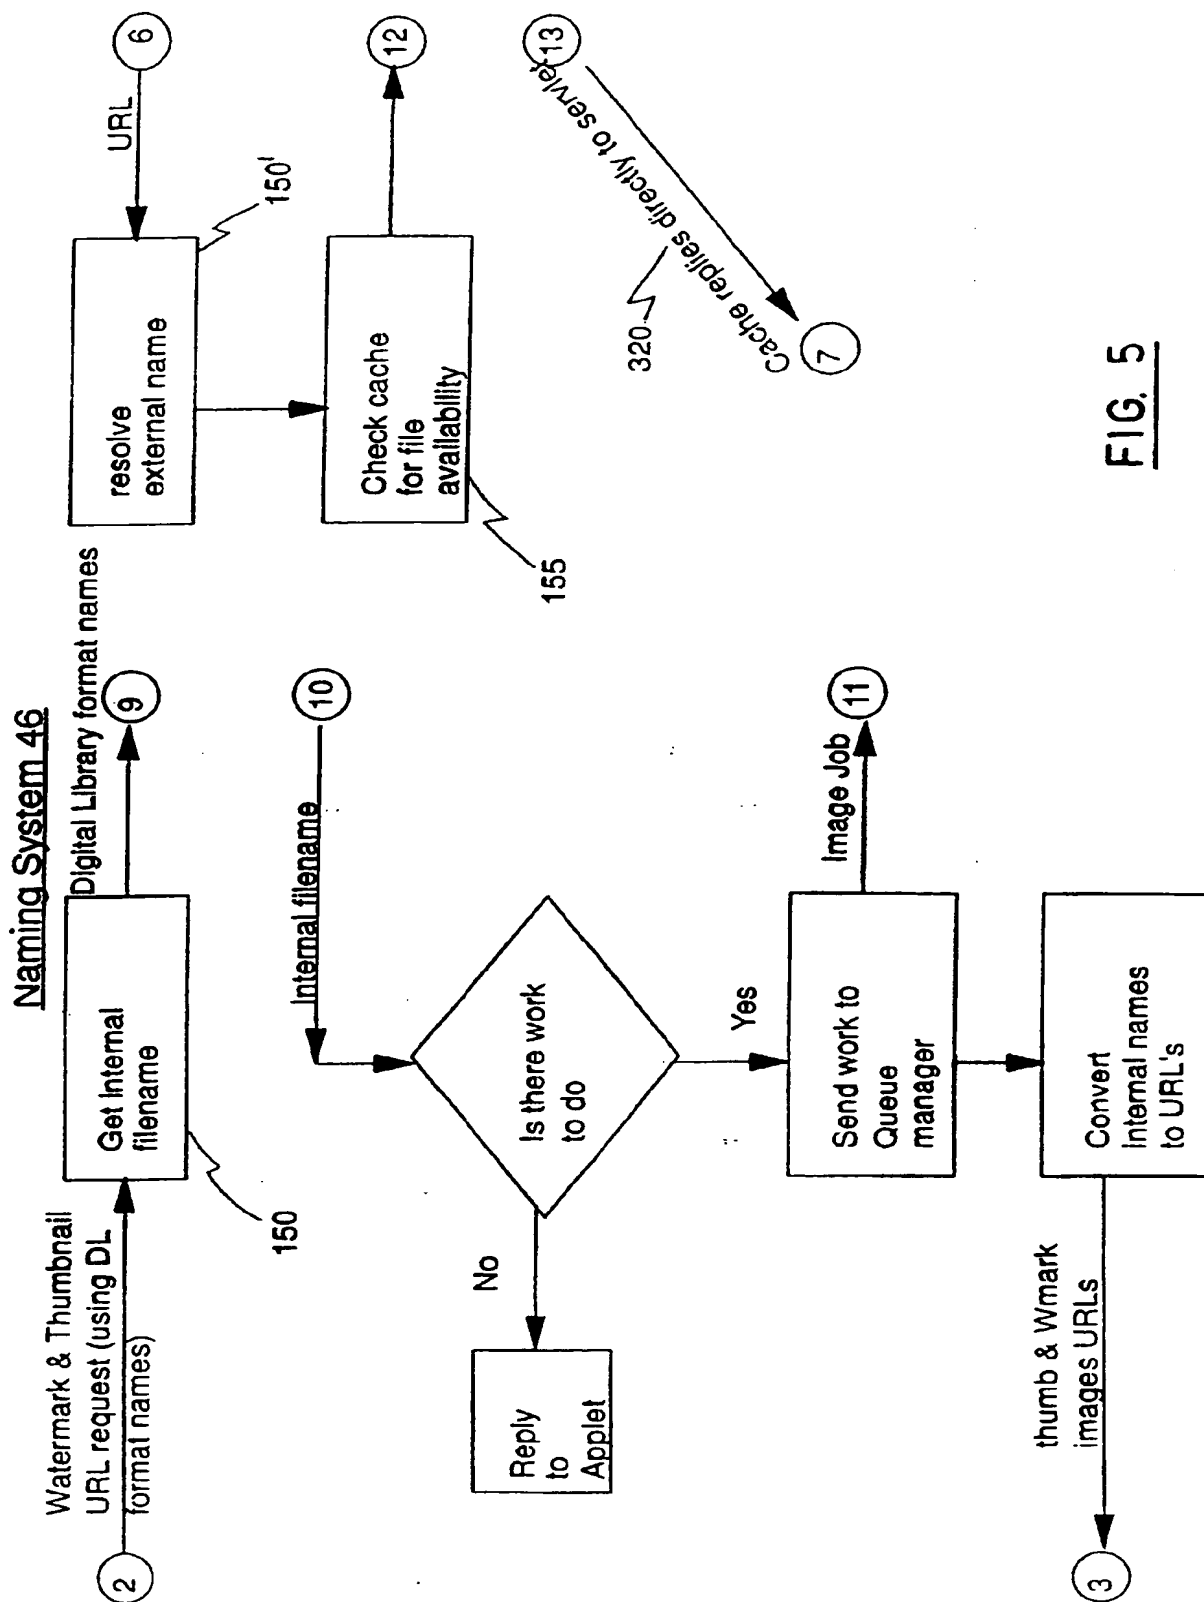 Naming System 46
2
Watermark & Thumbnail
URL request (using DL
format names)
Get Internal
filename
150
Digital Library format names
9
Internal filename
10
Is there work
to do
No
Reply
to
Applet
Yes
Send work to
Queue
manager
Image Job
11
Convert
Internal names
to URL's
thumb & Wmark
images URLs
3
URL
6
resolve
external name
150'
Check cache
for file
availability
155
12
13
Cache replies directly to servlet
320
7
FIG. 5